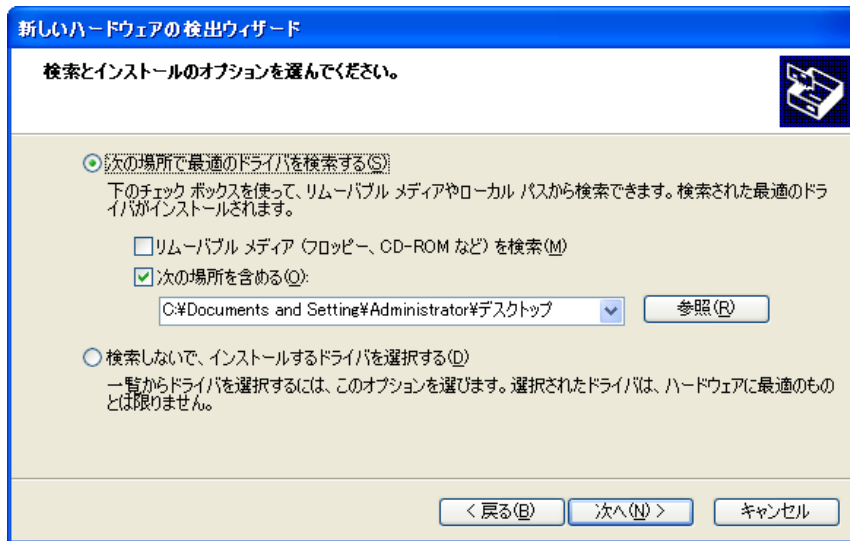 新しいハードウェアの検出ウィザード
検索とインストールのオプションを選んでください。
次の場所で最適のドライバを検索する(S)
下のチェック ボックスを使って、リムーバブル メディアやローカル パスから検索できます。検索された最適のドラ
イバがインストールされます。
リムーバブル メディア (フロッピー、CD-ROM など) を検索(M)
次の場所を含める(O):
C:¥Documents and Setting¥Administrator¥デスクトップ
参照(R)
検索しないで、インストールするドライバを選択する(D)
一覧からドライバを選択するには、このオプションを選びます。選択されたドライバは、ハードウェアに最適のもの
とは限りません。
< 戻る(B) 次へ(N) > キャンセル